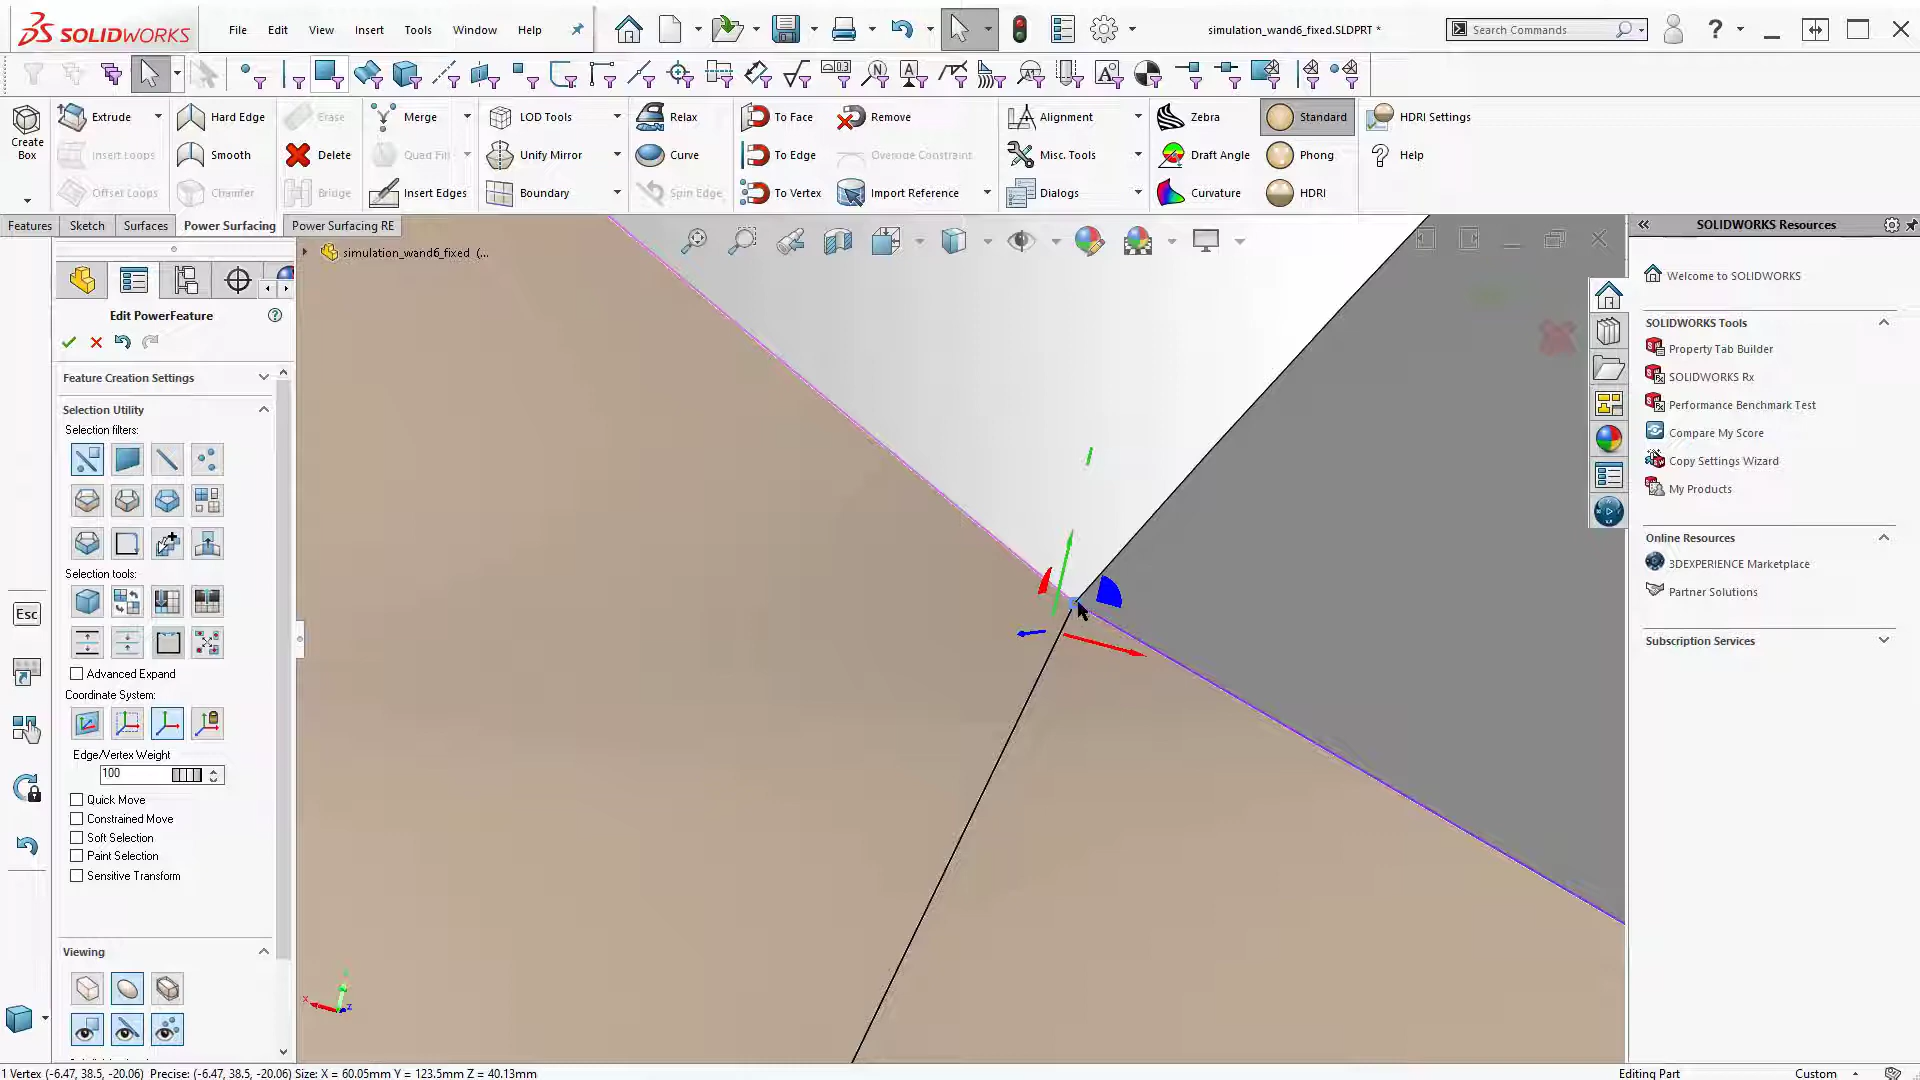 SOLIDWORKS File Edit View Insert Tools Window Help simulation_wand6_fixed.SLDPRT * Search Commands
Create Box Extrude Hard Edge Erase Merge LOD Tools Relax To Face Remove Alignment Zebra Standard HDRI Settings
Insert Loops Smooth Delete Quad Fill Unify Mirror Curve To Edge Override Constraint Misc. Tools Draft Angle Phong Help
Offset Loops Chamfer Bridge Insert Edges Boundary Spin Edge To Vertex Import Reference Dialogs Curvature HDRI
Features Sketch Surfaces Power Surfacing Power Surfacing RE
simulation_wand6_fixed (...
Edit PowerFeature
Feature Creation Settings
Selection Utility
Selection filters:
Selection tools:
Advanced Expand
Coordinate System:
Edge/Vertex Weight
100
Quick Move
Constrained Move
Soft Selection
Paint Selection
Sensitive Transform
Viewing
Esc
SOLIDWORKS Resources
Welcome to SOLIDWORKS
SOLIDWORKS Tools
Property Tab Builder
SOLIDWORKS Rx
Performance Benchmark Test
Compare My Score
Copy Settings Wizard
My Products
Online Resources
3DEXPERIENCE Marketplace
Partner Solutions
Subscription Services
1 Vertex (-6.47, 38.5, -20.06) Precise: (-6.47, 38.5, -20.06) Size: X = 60.05mm Y = 123.5mm Z = 40.13mm Editing Part Custom